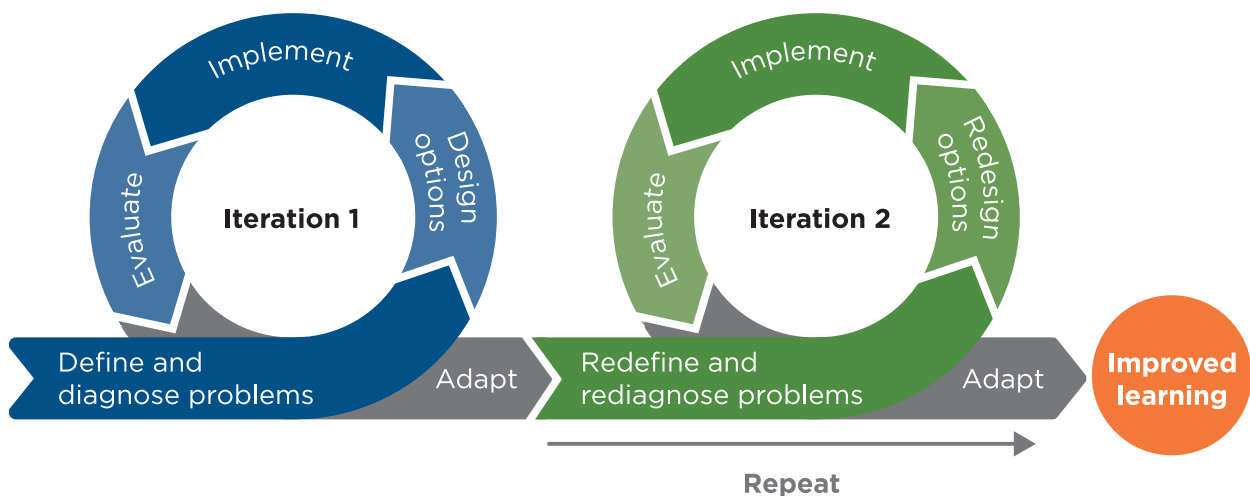 Implement
Design
options
Evaluate
Iteration 1
Define and
diagnose problems
Adapt
Implement
Redesign
options
Evaluate
Iteration 2
Redefine and
rediagnose problems
Adapt
Improved
learning
Repeat